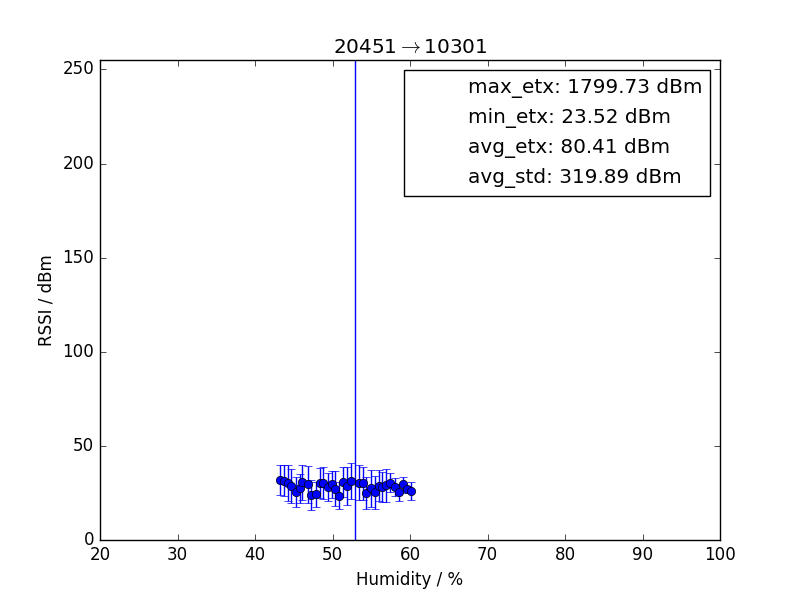 20451→10301
max_etx: 1799.73 dBm
min_etx: 23.52 dBm
avg_etx: 80.41 dBm
avg_std: 319.89 dBm
RSSI / dBm
250
200
150
100
50
0
20 30 40 50 60 70 80 90 100
Humidity / %